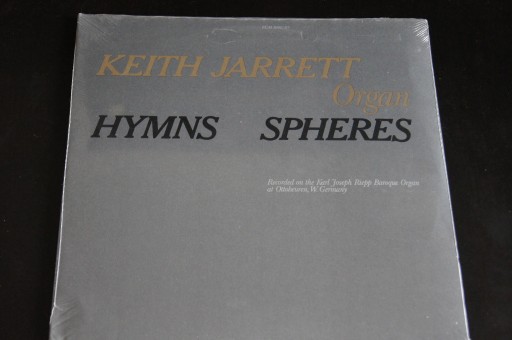 KEITH JARRETT
Organ
HYMNS SPHERES
Recorded on the Karl Joseph Riepp Baroque Organ
at Ottobeuren, W. Germany